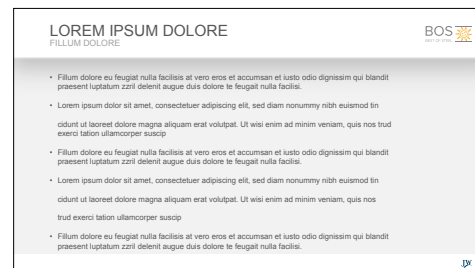 LOREM IPSUM DOLORE
FILLUM DOLORE
BOS
BEST OF STEEL
• Fillum dolore eu feugiat nulla facilisis at vero eros et accumsan et iusto odio dignissim qui blandit
praesent luptatum zzril delenit augue duis dolore te feugait nulla facilisi.
• Lorem ipsum dolor sit amet, consectetuer adipiscing elit, sed diam nonummy nibh euismod tin
cidunt ut laoreet dolore magna aliquam erat volutpat. Ut wisi enim ad minim veniam, quis nos trud
exerci tation ullamcorper suscip
• Fillum dolore eu feugiat nulla facilisis at vero eros et accumsan et iusto odio dignissim qui blandit
praesent luptatum zzril delenit augue duis dolore te feugait nulla facilisi.
• Lorem ipsum dolor sit amet, consectetuer adipiscing elit, sed diam nonummy nibh euismod tin
cidunt ut laoreet dolore magna aliquam erat volutpat. Ut wisi enim ad minim veniam, quis nos
trud exerci tation ullamcorper suscip
• Fillum dolore eu feugiat nulla facilisis at vero eros et accumsan et iusto odio dignissim qui blandit
praesent luptatum zzril delenit augue duis dolore te feugait nulla facilisi.
JW